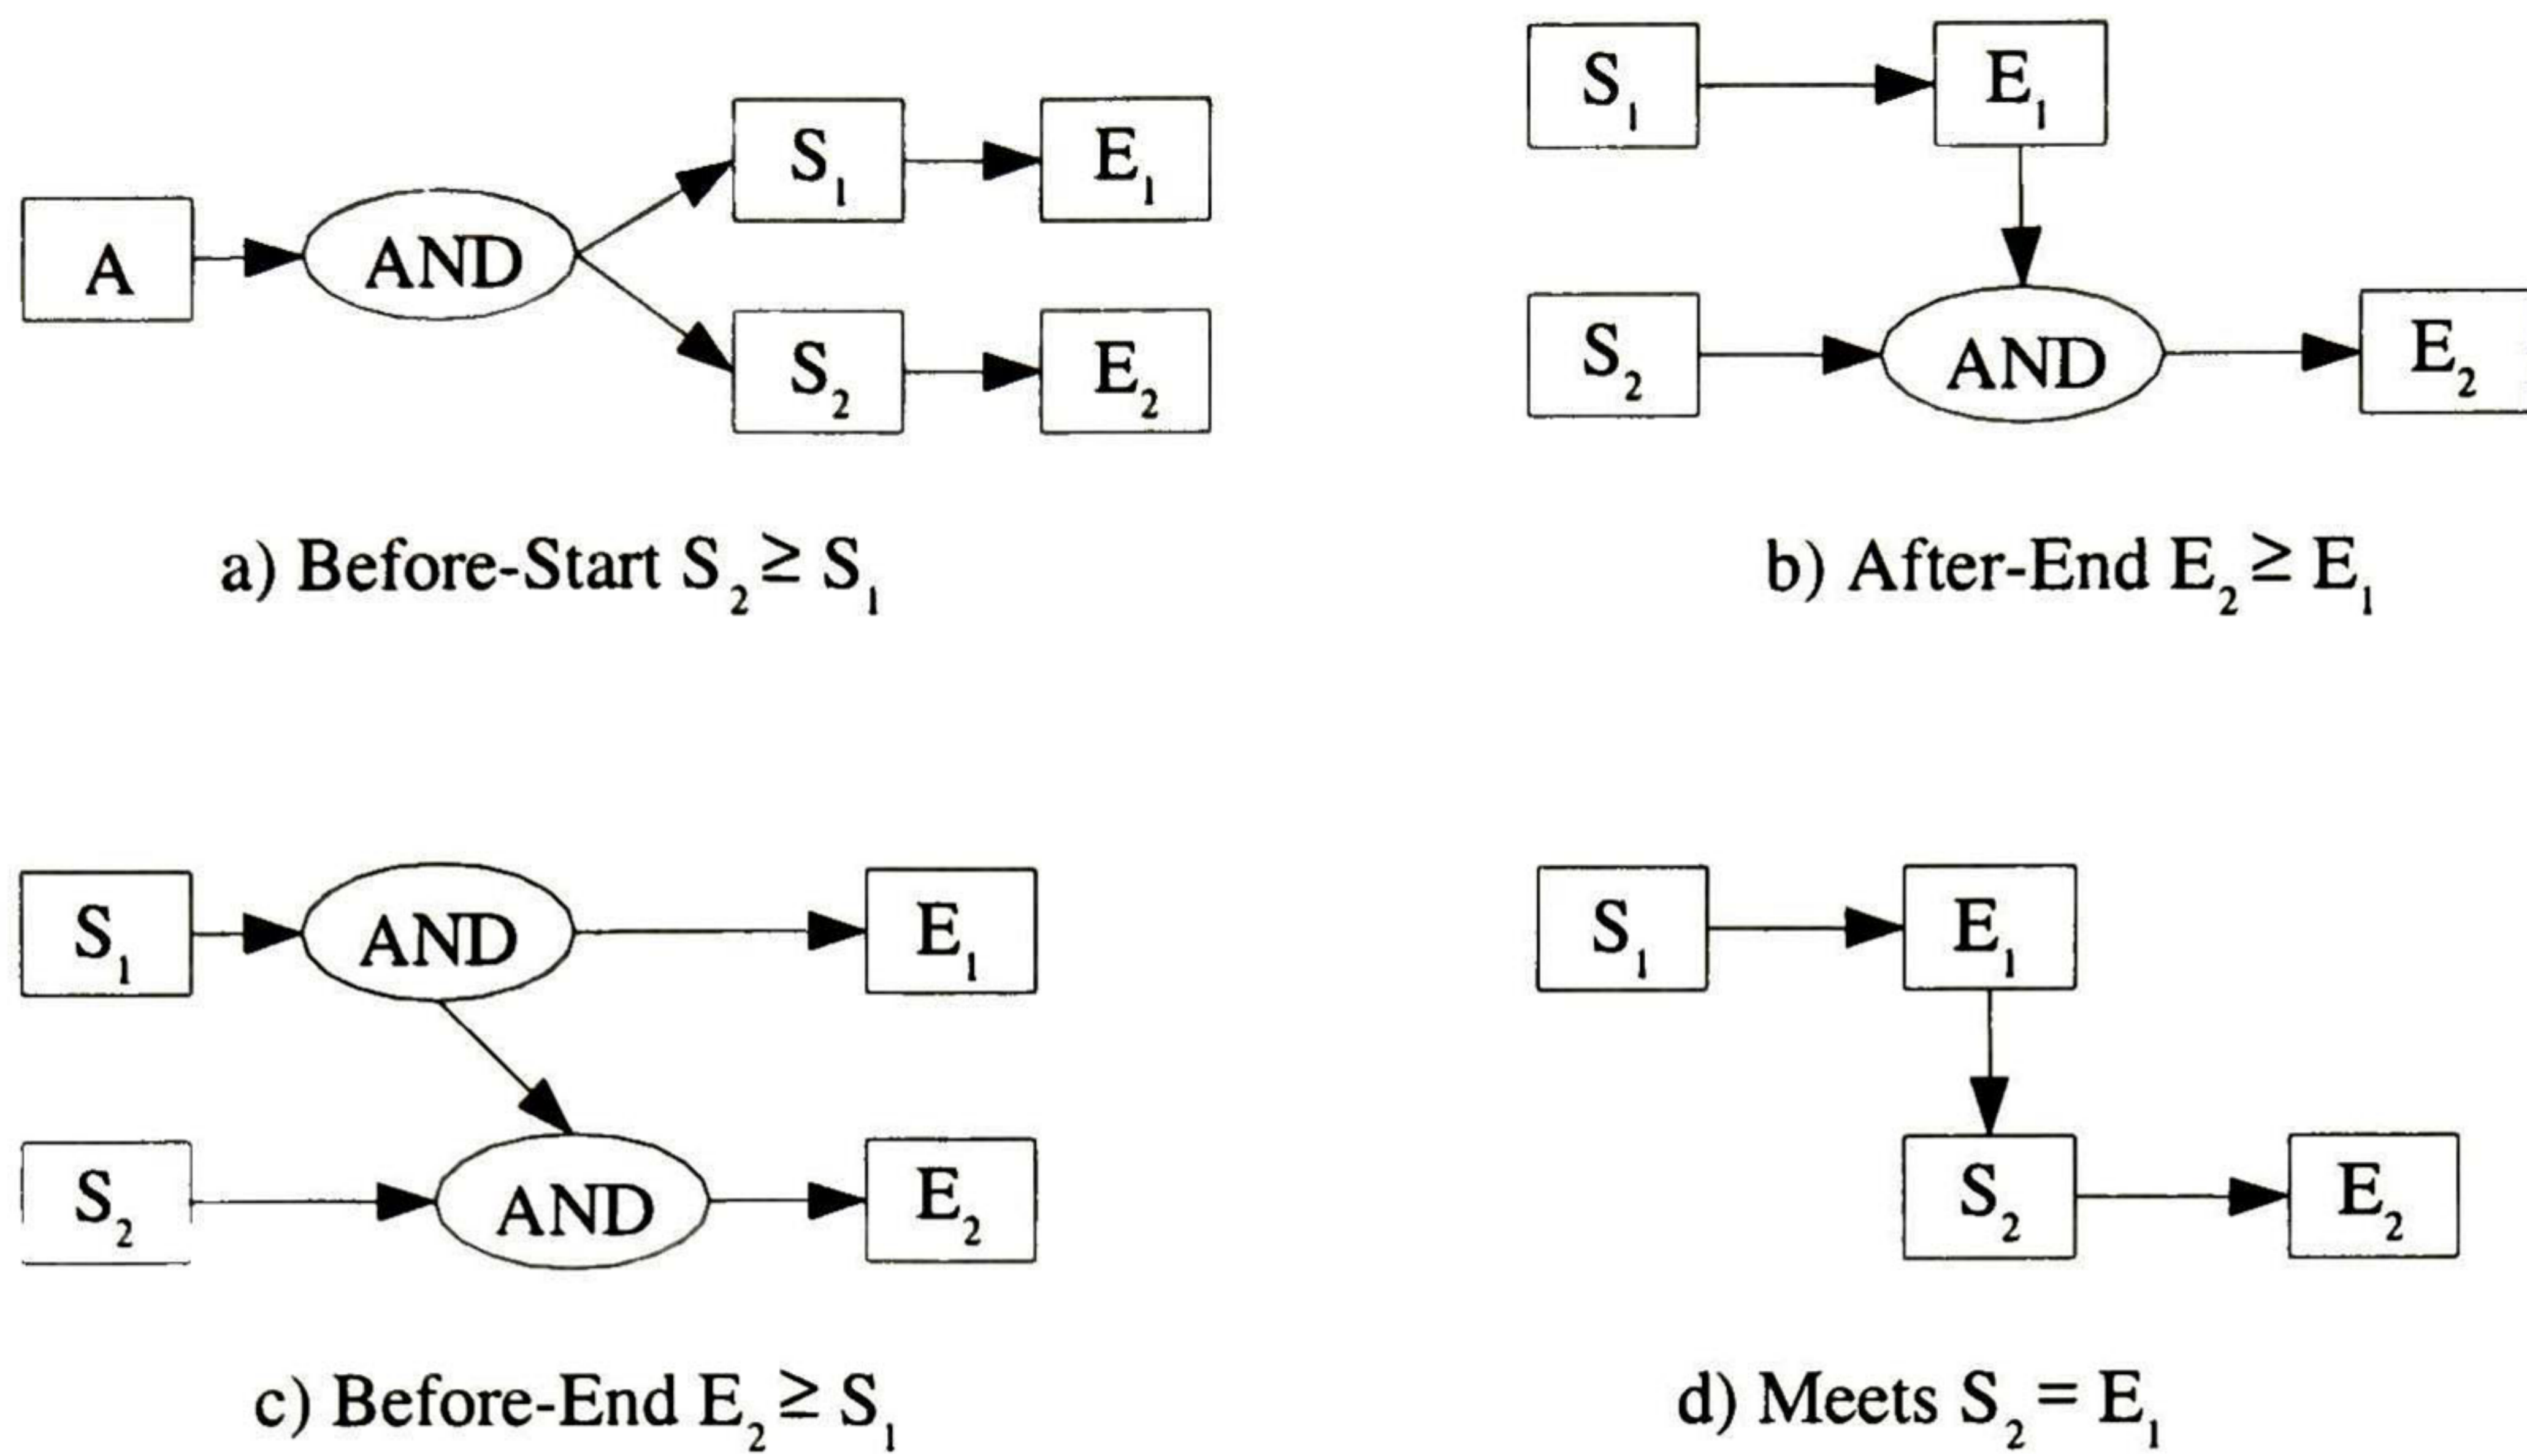 S₁ E₁
A AND
S₂ E₂
a) Before-Start S₂ ≥ S₁
S₁ E₁
S₂ AND E₂
b) After-End E₂ ≥ E₁
S₁ AND E₁
S₂ AND E₂
c) Before-End E₂ ≥ S₁
S₁ E₁
S₂ E₂
d) Meets S₂ = E₁